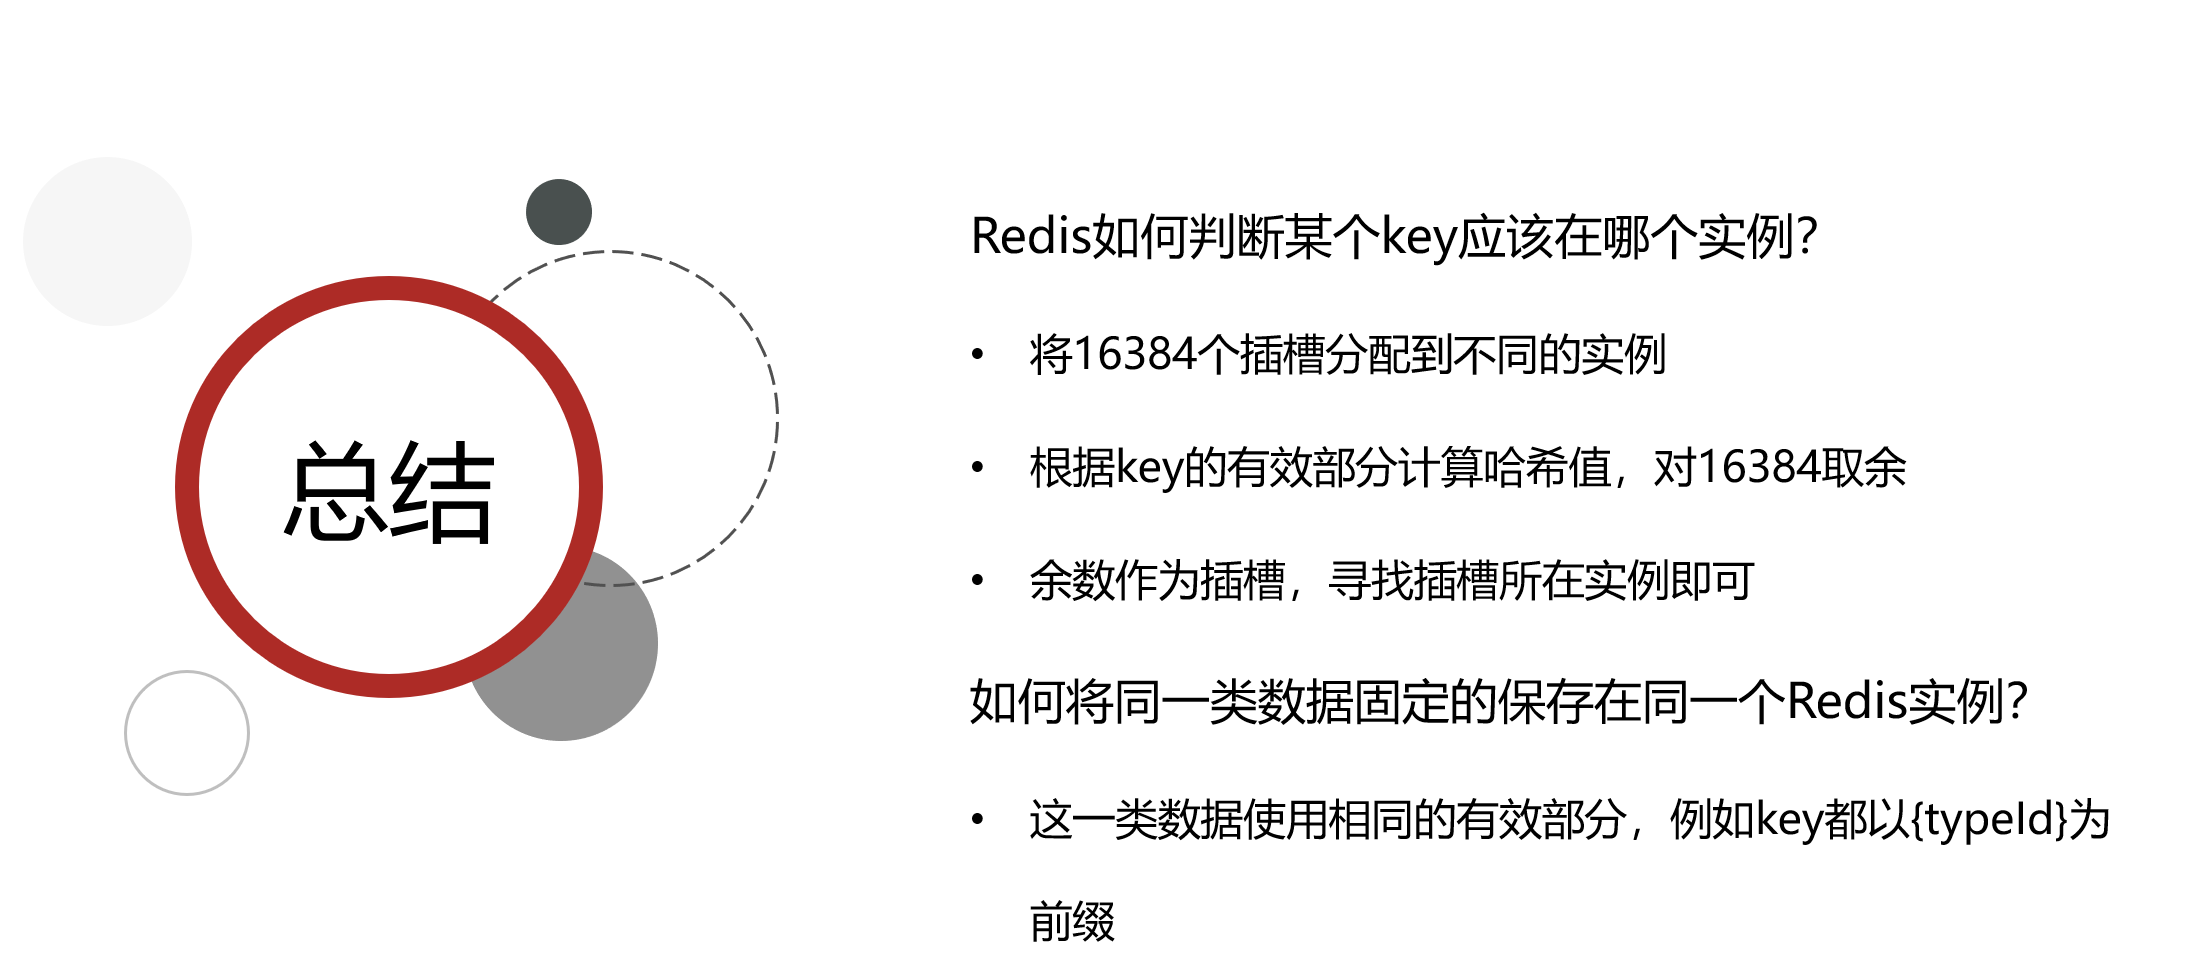 总结
Redis如何判断某个key应该在哪个实例？
• 将16384个插槽分配到不同的实例
• 根据key的有效部分计算哈希值，对16384取余
• 余数作为插槽，寻找插槽所在实例即可
如何将同一类数据固定的保存在同一个Redis实例？
• 这一类数据使用相同的有效部分，例如key都以{typeId}为
前缀